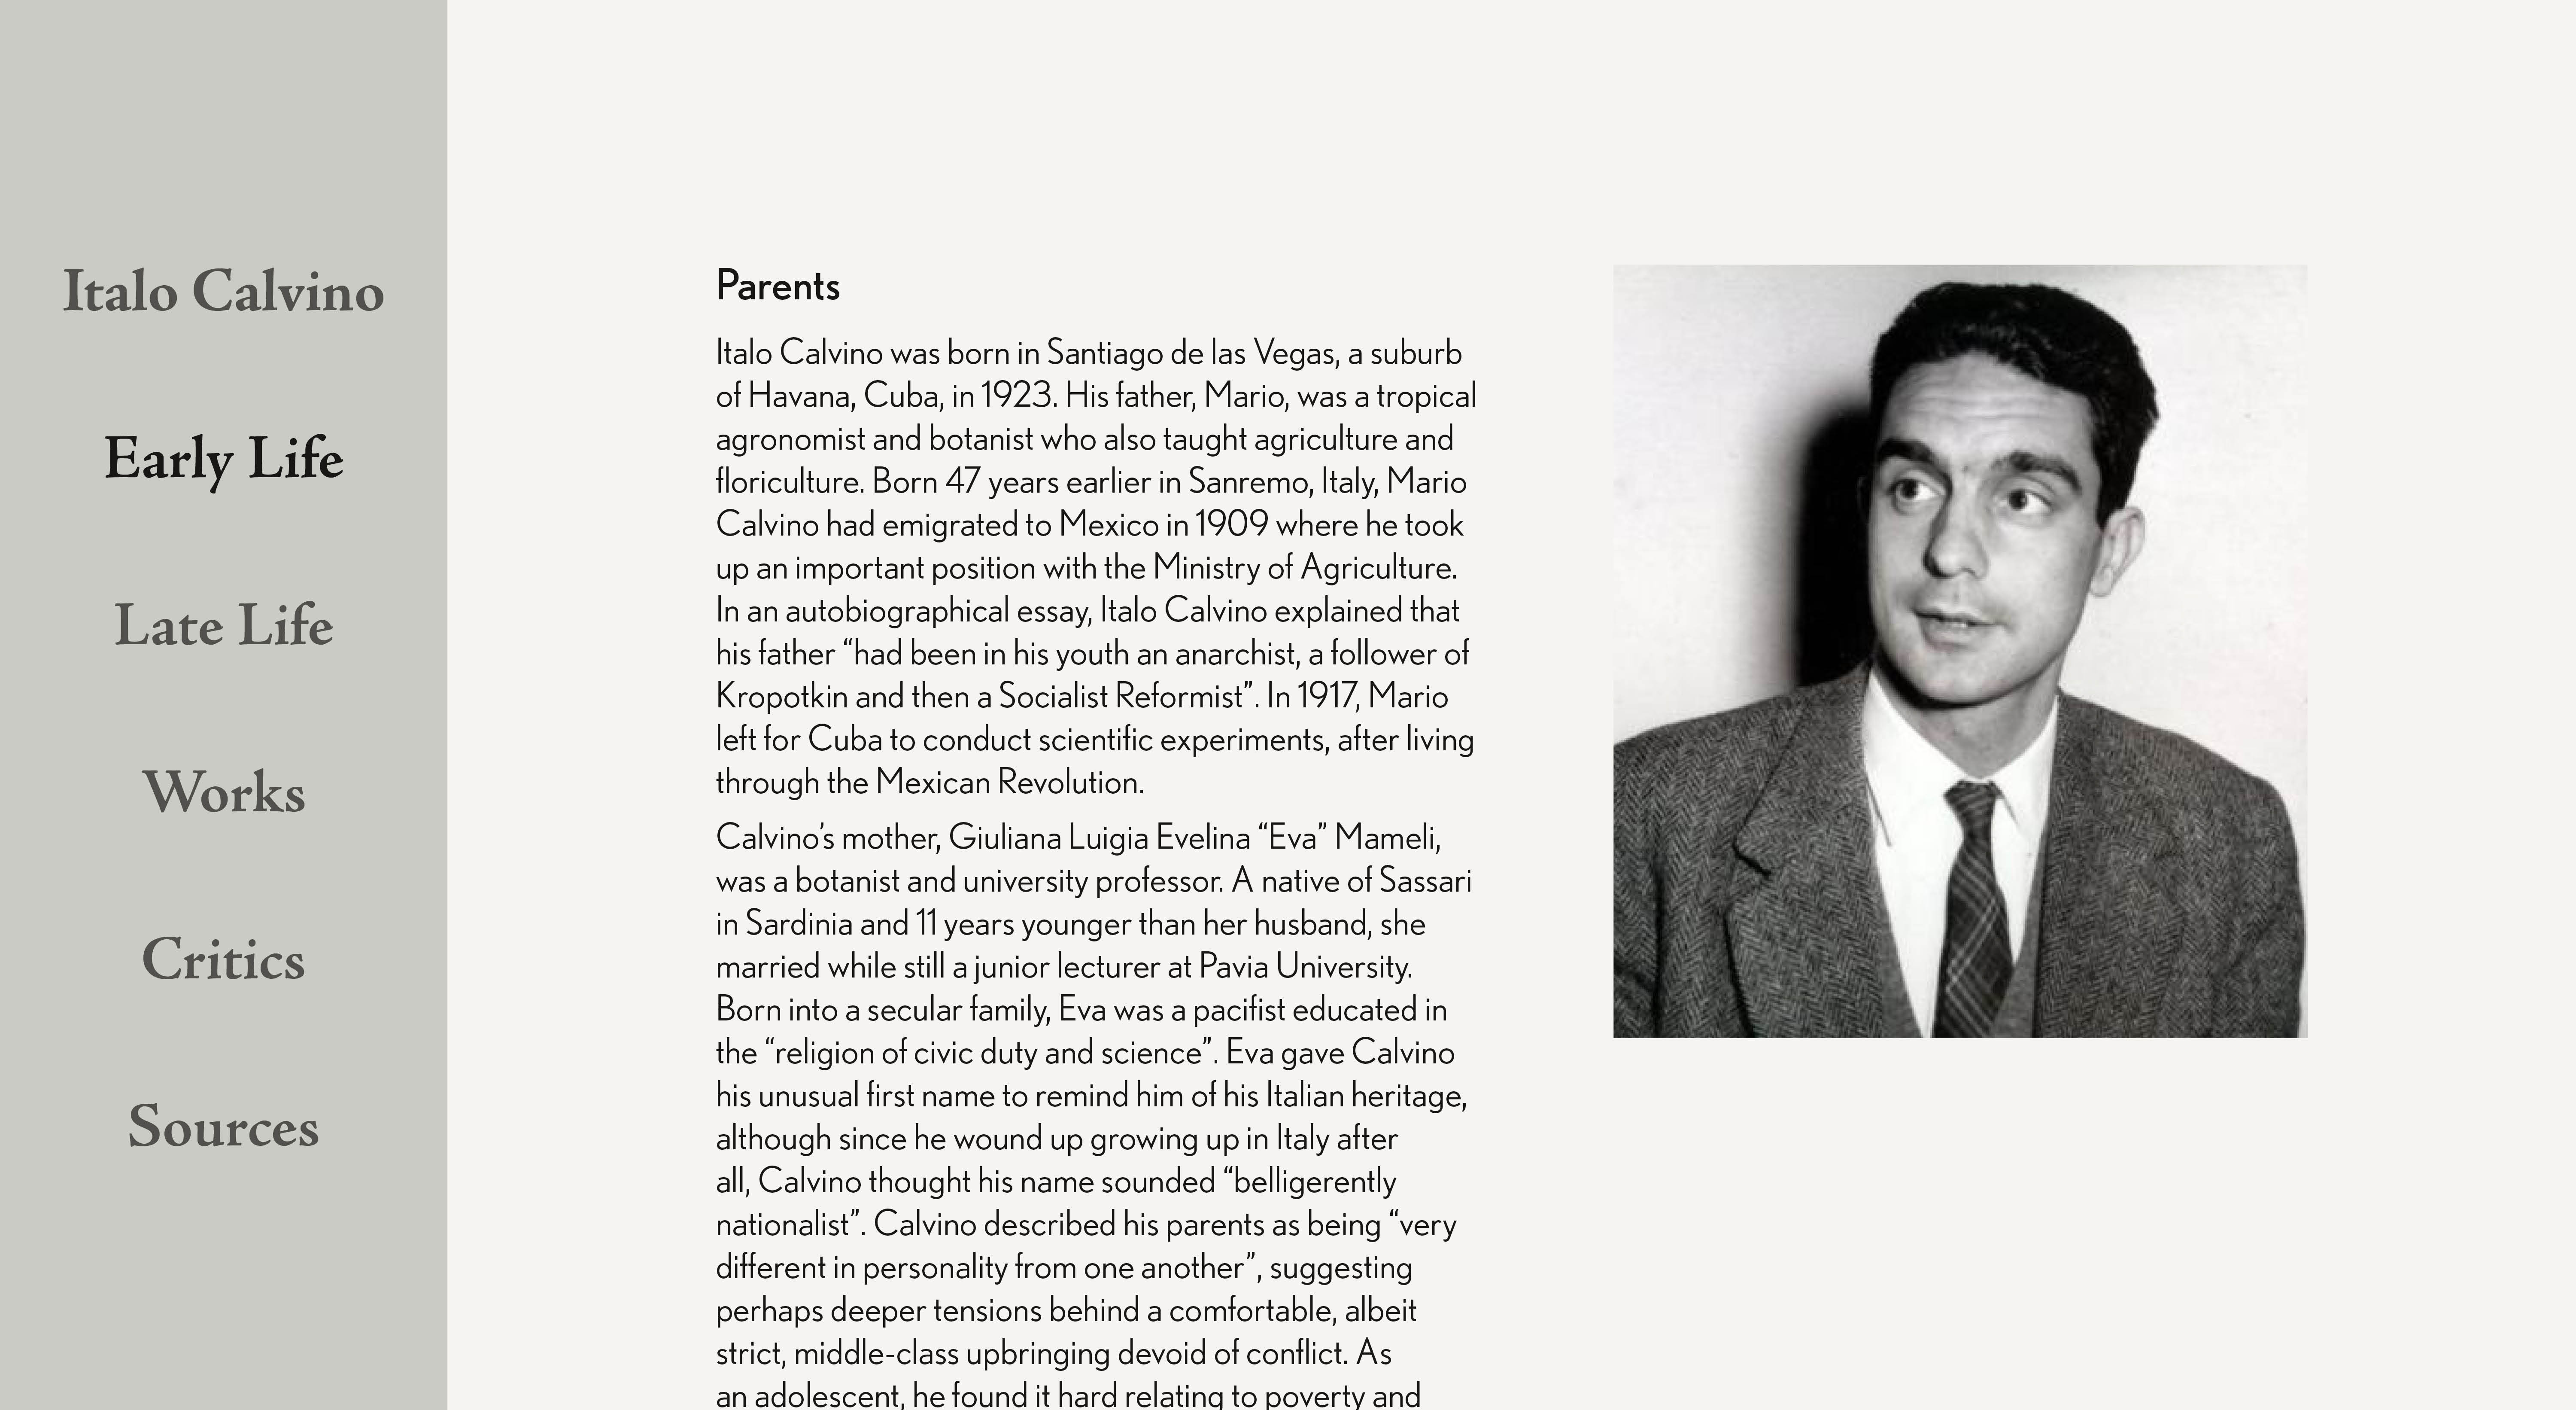 Italo Calvino
Early Life
Late Life
Works
Critics
Sources
Parents
Italo Calvino was born in Santiago de las Vegas, a suburb
of Havana, Cuba, in 1923. His father, Mario, was a tropical
agronomist and botanist who also taught agriculture and
floriculture. Born 47 years earlier in Sanremo, Italy, Mario
Calvino had emigrated to Mexico in 1909 where he took
up an important position with the Ministry of Agriculture.
In an autobiographical essay, Italo Calvino explained that
his father “had been in his youth an anarchist, a follower of
Kropotkin and then a Socialist Reformist”. In 1917, Mario
left for Cuba to conduct scientific experiments, after living
through the Mexican Revolution.
Calvino’s mother, Giuliana Luigia Evelina “Eva” Mameli,
was a botanist and university professor. A native of Sassari
in Sardinia and 11 years younger than her husband, she
married while still a junior lecturer at Pavia University.
Born into a secular family, Eva was a pacifist educated in
the “religion of civic duty and science”. Eva gave Calvino
his unusual first name to remind him of his Italian heritage,
although since he wound up growing up in Italy after
all, Calvino thought his name sounded “belligerently
nationalist”. Calvino described his parents as being “very
different in personality from one another”, suggesting
perhaps deeper tensions behind a comfortable, albeit
strict, middle-class upbringing devoid of conflict. As
an adolescent, he found it hard relating to poverty and